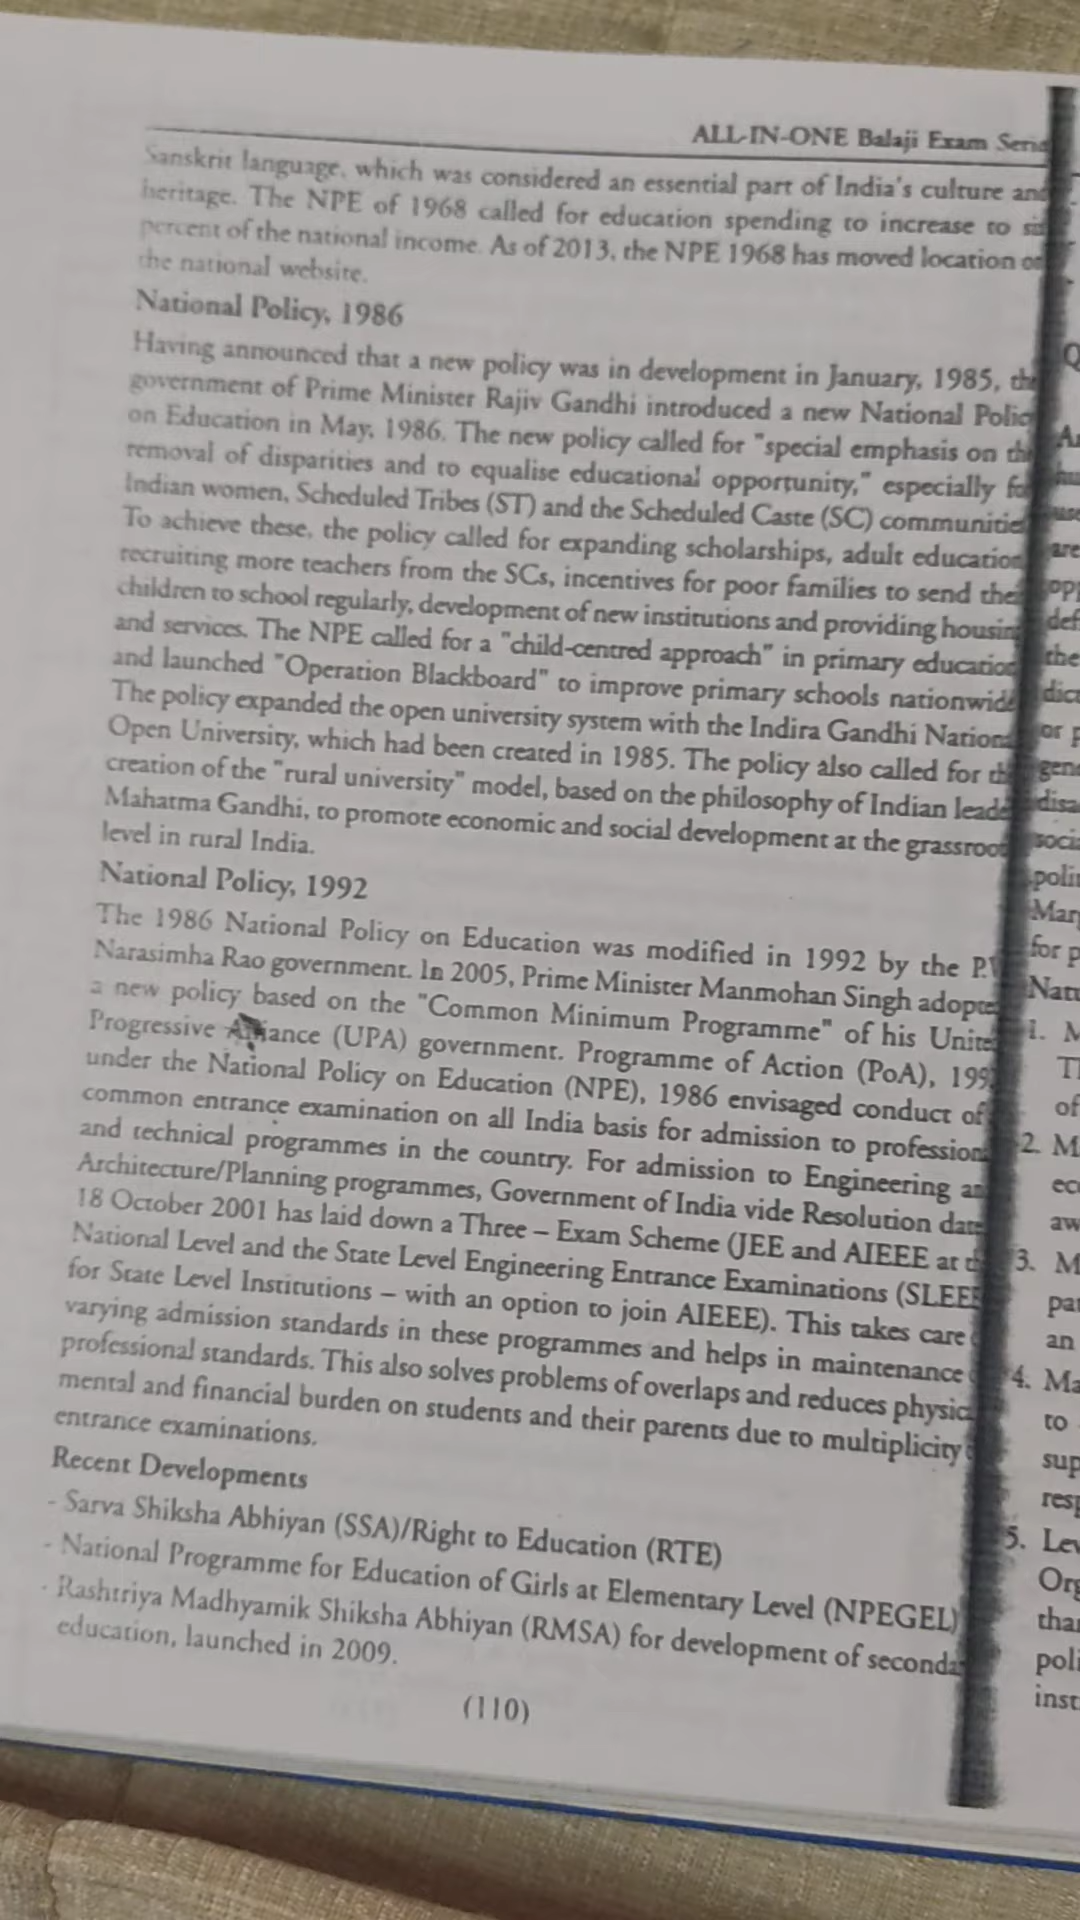 ALL-IN-ONE Balaji Exam
Sanskrit language, which was considered an essential part of India's culture and
heritage. The NPE of 1968 called for education spending to increase to
percent of the national income. As of 2013, the NPE 1968 has moved location on
the national website.
National Policy, 1986
Having announced that a new policy was in development in January, 1985, the
government of Prime Minister Rajiv Gandhi introduced a new National
on Education in May, 1986. The new policy called for "special emphasis on the
removal of disparities and to equalise educational opportunity," especially
Indian women, Scheduled Tribes (ST) and the Scheduled Caste (SC)
To achieve these, the policy called for expanding scholarships, adult education
recruiting more teachers from the SCs, incentives for poor families to send
children to school regularly, development of new institutions and providing
and services. The NPE called for a "child-centred approach" in primary
and launched "Operation Blackboard" to improve primary schools
The policy expanded the open university system with the Indira Gandhi
Open University, which had been created in 1985. The policy also called for
creation of the "rural university" model, based on the philosophy of Indian
Mahatma Gandhi, to promote economic and social development at the
level in rural India.
National Policy, 1992
The 1986 National Policy on Education was modified in 1992 by the
Narasimha Rao government. In 2005, Prime Minister Manmohan Singh
a new policy based on the "Common Minimum Programme" of his
Progressive Alliance (UPA) government. Programme of Action (PoA),
under the National Policy on Education (NPE), 1986 envisaged conduct of
common entrance examination on all India basis for admission to
and technical programmes in the country. For admission to Engineering
Architecture/Planning programmes, Government of India vide Resolution
18 October 2001 has laid down a Three – Exam Scheme (JEE and AIEEE at
National Level and the State Level Engineering Entrance Examinations
for State Level Institutions – with an option to join AIEEE). This takes care
varying admission standards in these programmes and helps in maintenance
professional standards. This also solves problems of overlaps and reduces
mental and financial burden on students and their parents due to multiplicity
entrance examinations.
Recent Developments
- Sarva Shiksha Abhiyan (SSA)/Right to Education (RTE)
- National Programme for Education of Girls at Elementary Level (NPEGEL)
- Rashtriya Madhyamik Shiksha Abhiyan (RMSA) for development of
education, launched in 2009.
(110)
for
1.
of
2.
3.
an
4.
to
5.